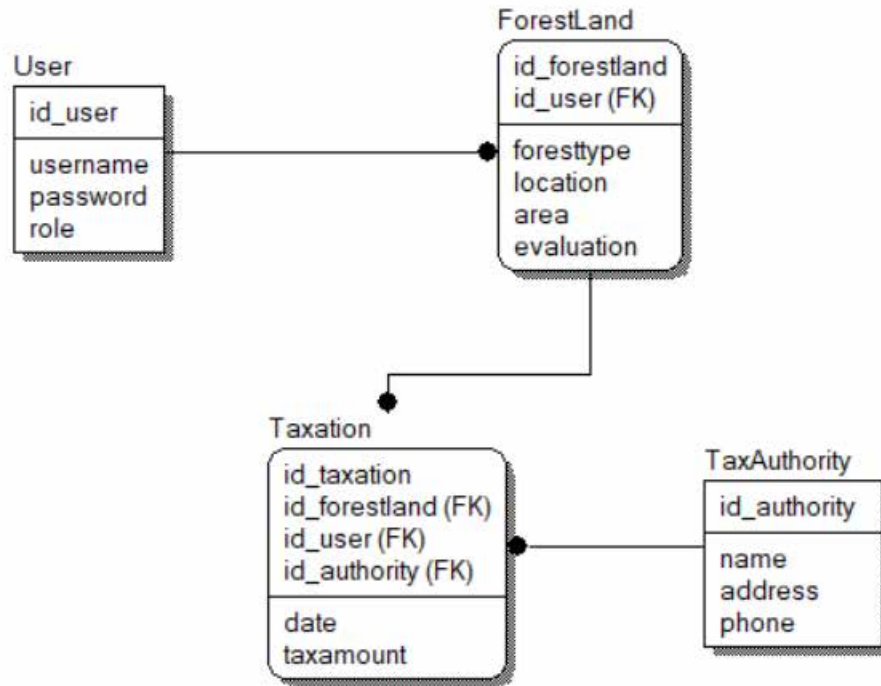 ForestLand
id_forestland
id_user (FK)
foresttype
location
area
evaluation
User
id_user
username
password
role
Taxation
id_taxation
id_forestland (FK)
id_user (FK)
id_authority (FK)
date
taxamount
TaxAuthority
id_authority
name
address
phone